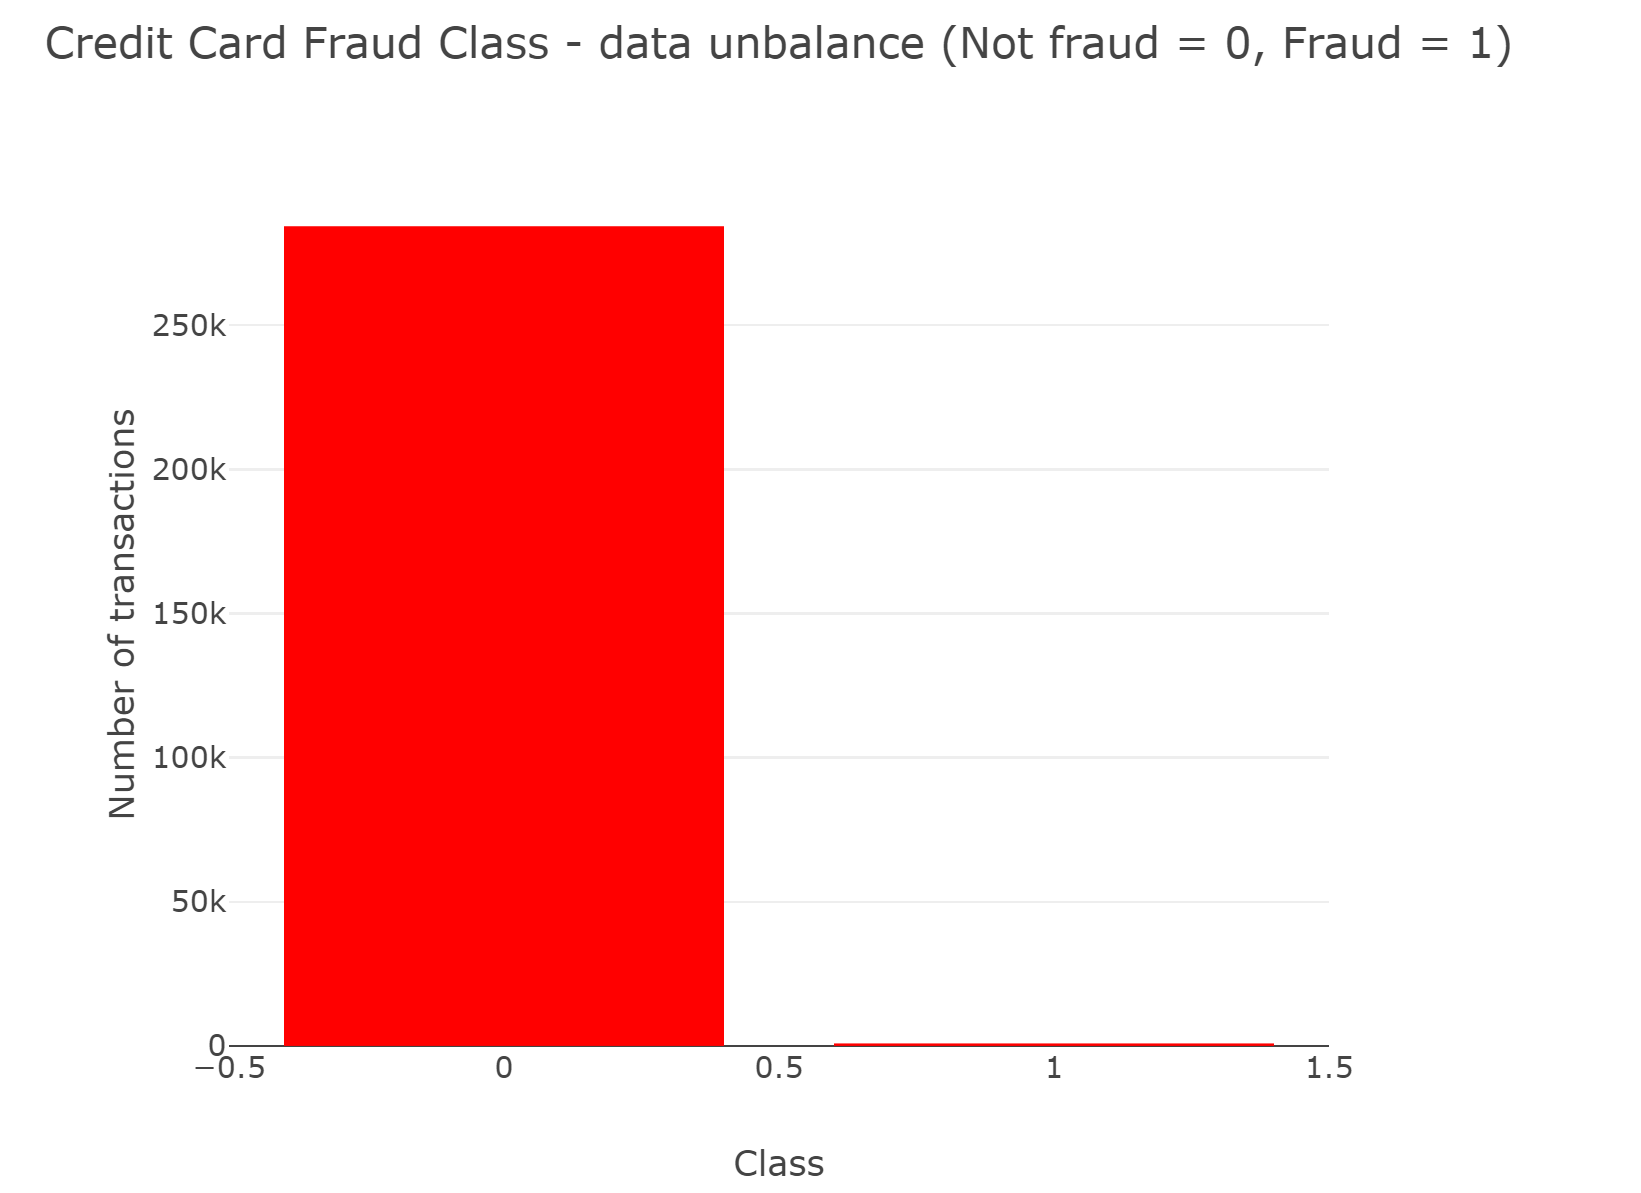 Credit Card Fraud Class - data unbalance (Not fraud = 0, Fraud = 1)
250k
200k
150k
100k
50k
0
Number of transactions
−0.5
0
0.5
1
1.5
Class